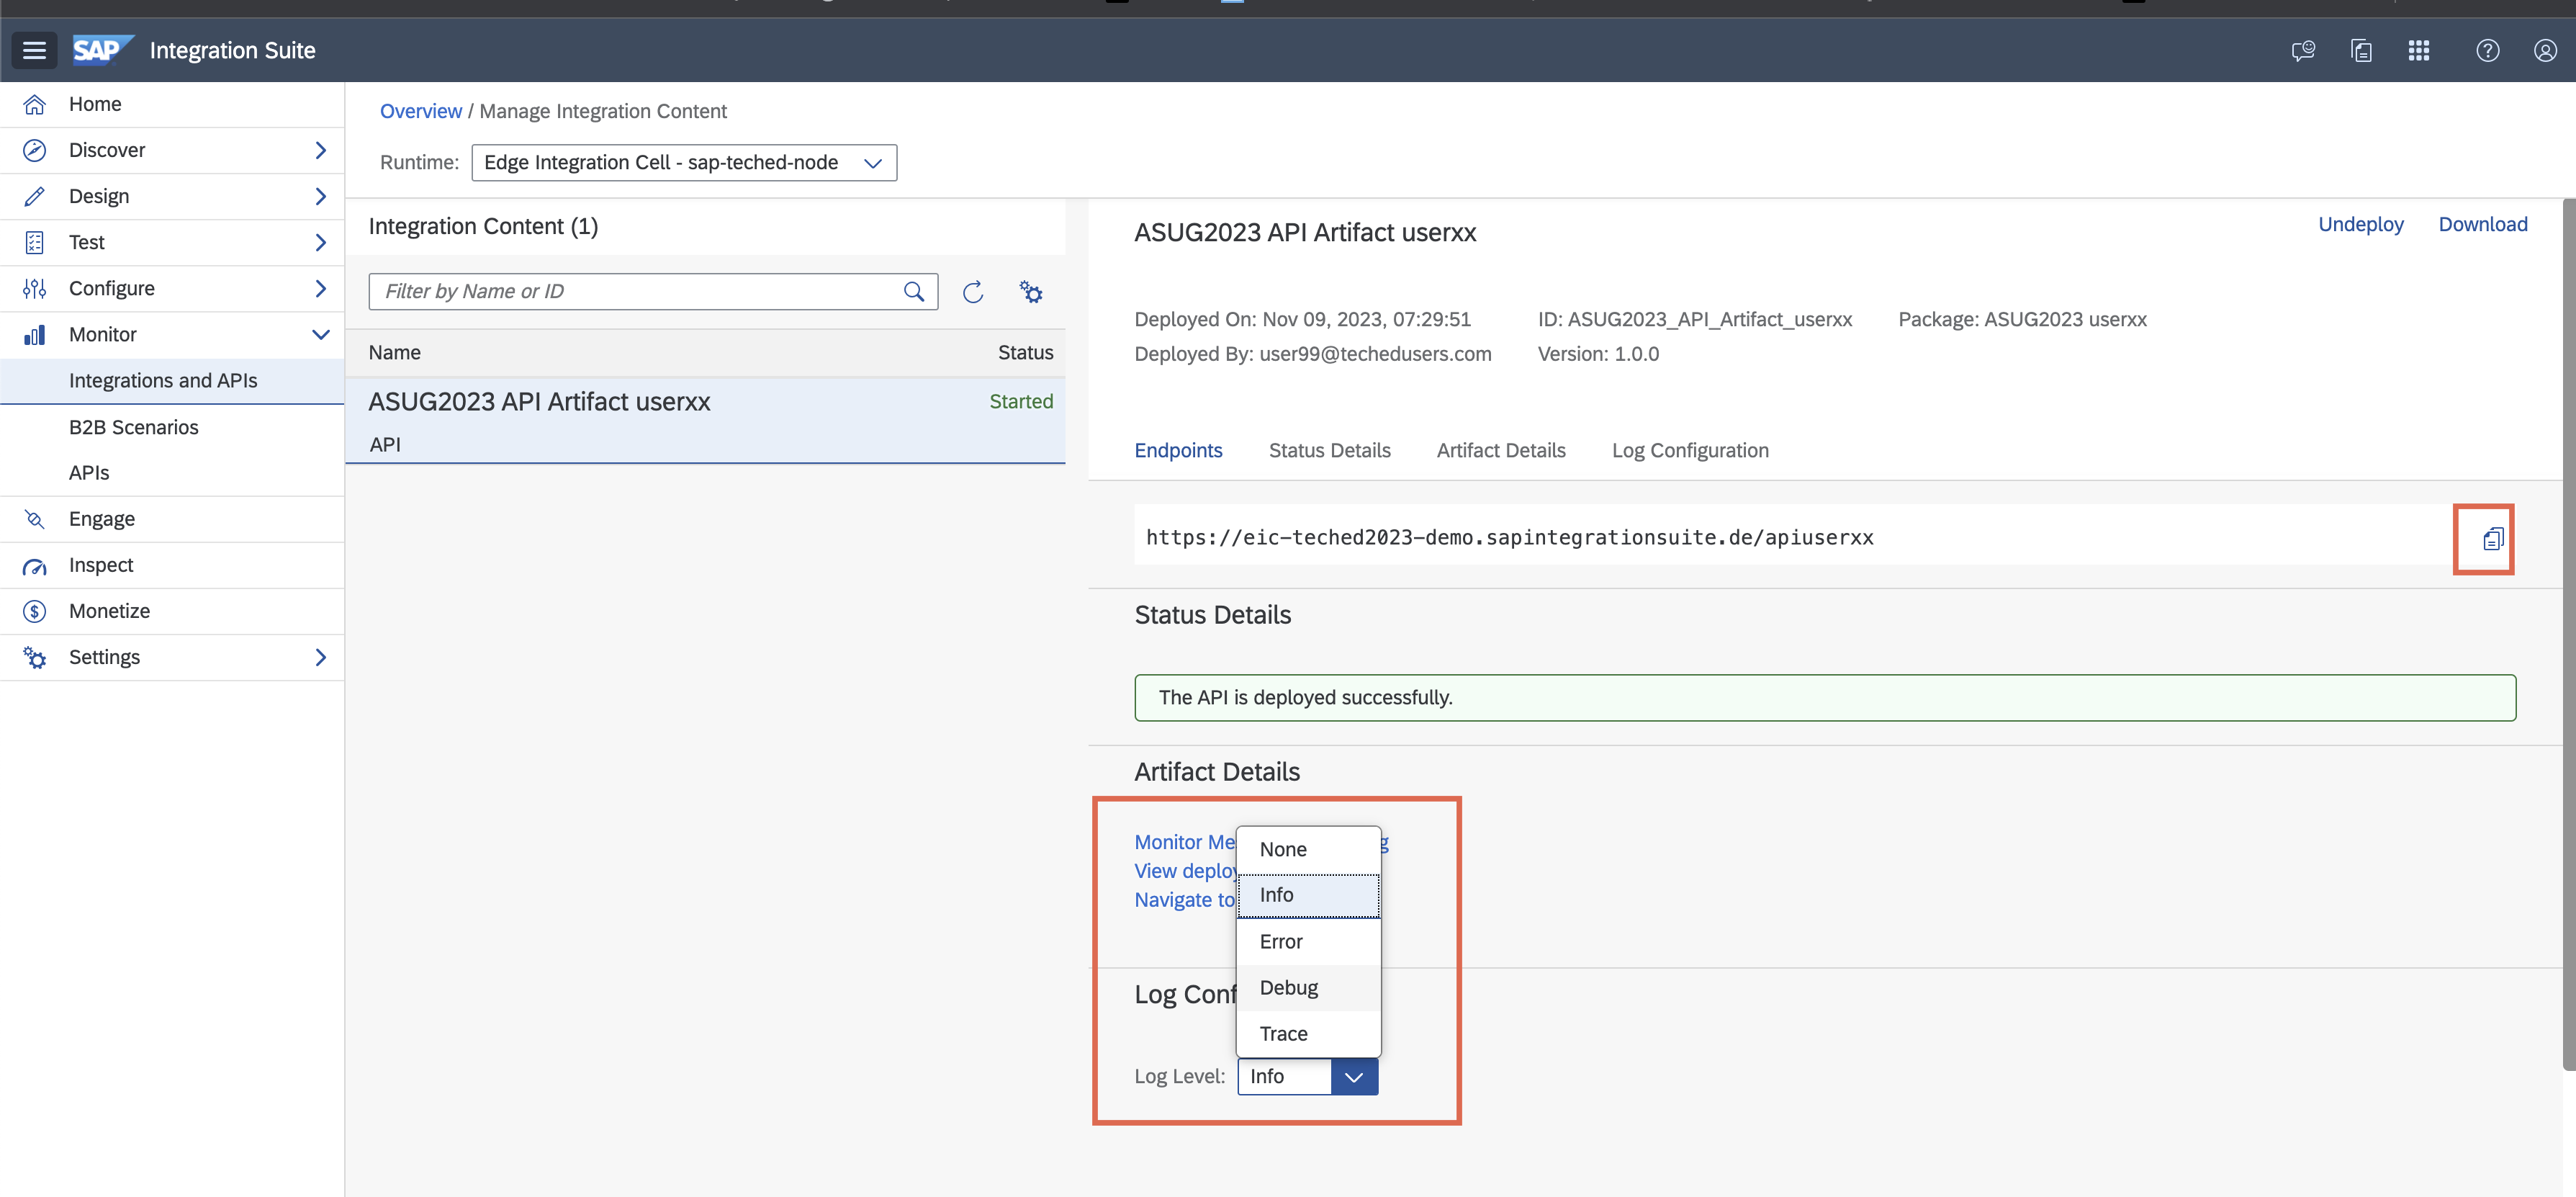 SAP Integration Suite
Home
Discover
Design
Test
Configure
Monitor
Integrations and APIs
B2B Scenarios
APIs
Engage
Inspect
Monetize
Settings
Overview / Manage Integration Content
Runtime: Edge Integration Cell - sap-teched-node
Integration Content (1)
Filter by Name or ID
Name Status
ASUG2023 API Artifact userxx Started
API
ASUG2023 API Artifact userxx
Undeploy Download
Deployed On: Nov 09, 2023, 07:29:51 ID: ASUG2023_API_Artifact_userxx Package: ASUG2023 userxx
Deployed By: user99@techedusers.com Version: 1.0.0
Endpoints Status Details Artifact Details Log Configuration
https://eic-teched2023-demo.sapintegrationsuite.de/apiuserxx
Status Details
The API is deployed successfully.
Artifact Details
Monitor Me g
View deploy
Navigate to
None
Info
Error
Debug
Trace
Log Conf
Log Level: Info